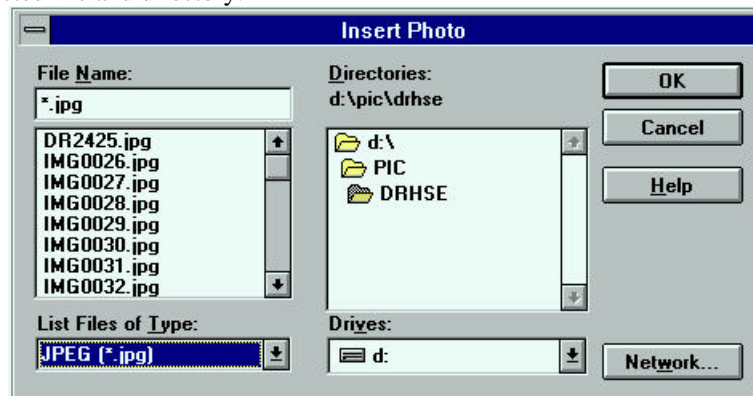 Insert Photo
File Name:
*.jpg
DR2425.jpg
IMG0026.jpg
IMG0027.jpg
IMG0028.jpg
IMG0029.jpg
IMG0030.jpg
IMG0031.jpg
IMG0032.jpg
List Files of Type:
JPEG (*.jpg)
Directories:
d:\pic\drhse
d:\
PIC
DRHSE
Drives:
d:
OK
Cancel
Help
Network...